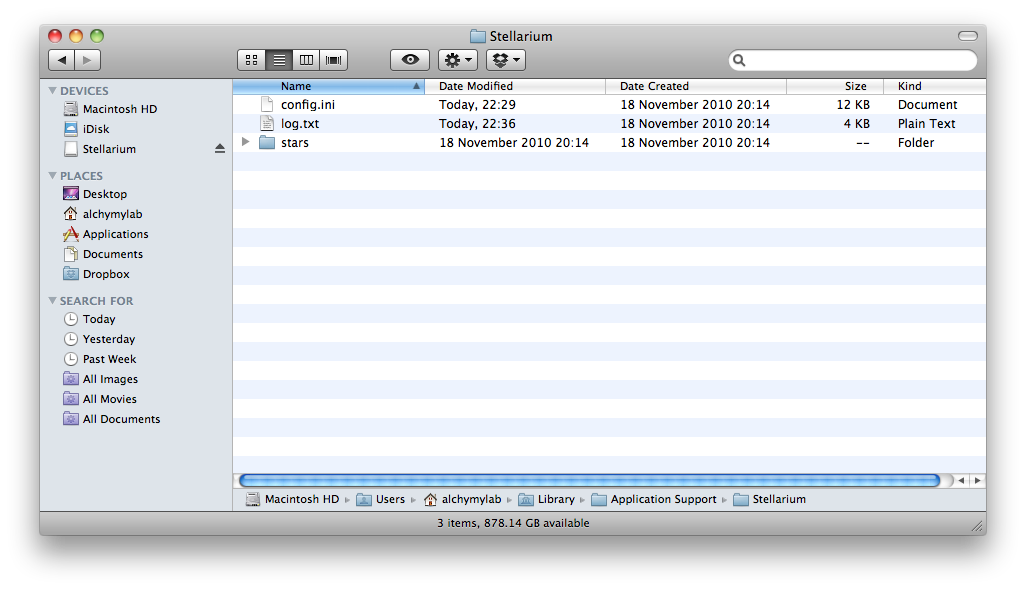 Stellarium
Name Date Modified Date Created Size Kind
DEVICES
Macintosh HD
iDisk
Stellarium
PLACES
Desktop
alchymylab
Applications
Documents
Dropbox
SEARCH FOR
Today
Yesterday
Past Week
All Images
All Movies
All Documents
config.ini Today, 22:29 18 November 2010 20:14 12 KB Document
log.txt Today, 22:36 18 November 2010 20:14 4 KB Plain Text
stars 18 November 2010 20:14 18 November 2010 20:14 -- Folder
Macintosh HD Users alchymylab Library Application Support Stellarium
3 items, 878.14 GB available